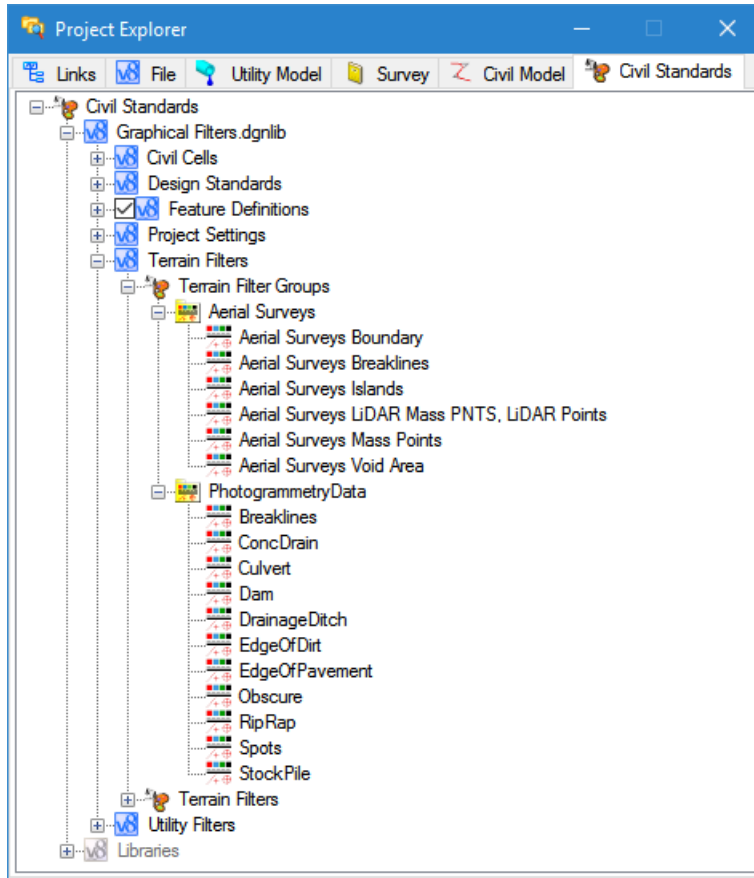 Project Explorer
Links File Utility Model Survey Civil Model Civil Standards
Civil Standards
Graphical Filters.dgnlib
Civil Cells
Design Standards
Feature Definitions
Project Settings
Terrain Filters
Terrain Filter Groups
Aerial Surveys
Aerial Surveys Boundary
Aerial Surveys Breaklines
Aerial Surveys Islands
Aerial Surveys LiDAR Mass PNTS, LiDAR Points
Aerial Surveys Mass Points
Aerial Surveys Void Area
PhotogrammetryData
Breaklines
ConcDrain
Culvert
Dam
DrainageDitch
EdgeOfDirt
EdgeOfPavement
Obscure
RipRap
Spots
StockPile
Terrain Filters
Utility Filters
Libraries